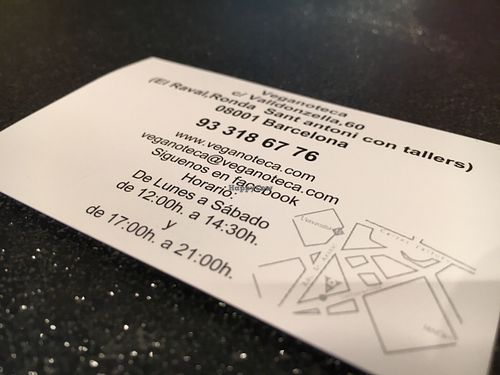 Veganoteca
c/ Valldonzella,60
(El Raval,Ronda Sant antoni con tallers)
08001 Barcelona
93 318 67 76
www.veganoteca.com
veganoteca@veganoteca.com
Siguenos en facebook
Horario:
De Lunes a Sábado
de 12:00h. a 14:30h.
y
de 17:00h. a 21:00h.
HappyCow